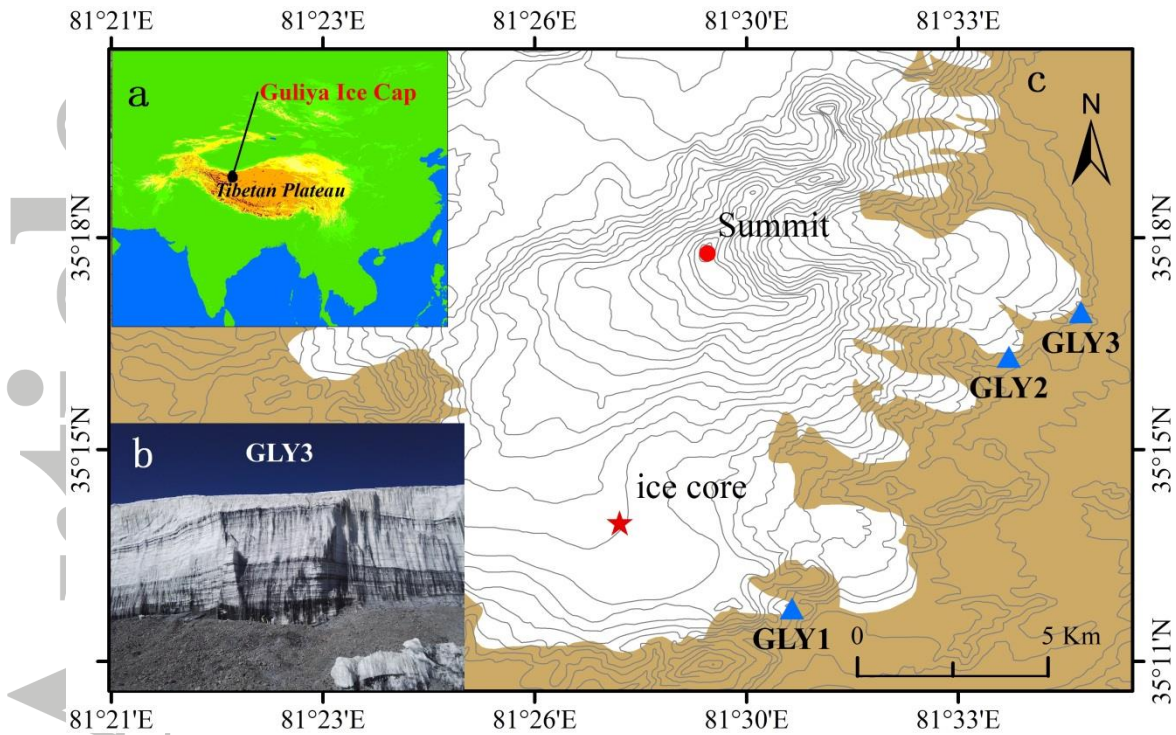 81°21'E 81°23'E 81°26'E 81°30'E 81°33'E
a
Guliya Ice Cap
Tibetan Plateau
c
N
35°18'N
Summit
35°18'N
GLY3
GLY2
35°15'N
b
GLY3
ice core
35°15'N
GLY1
0 5 Km
35°11'N
81°21'E 81°23'E 81°26'E 81°30'E 81°33'E